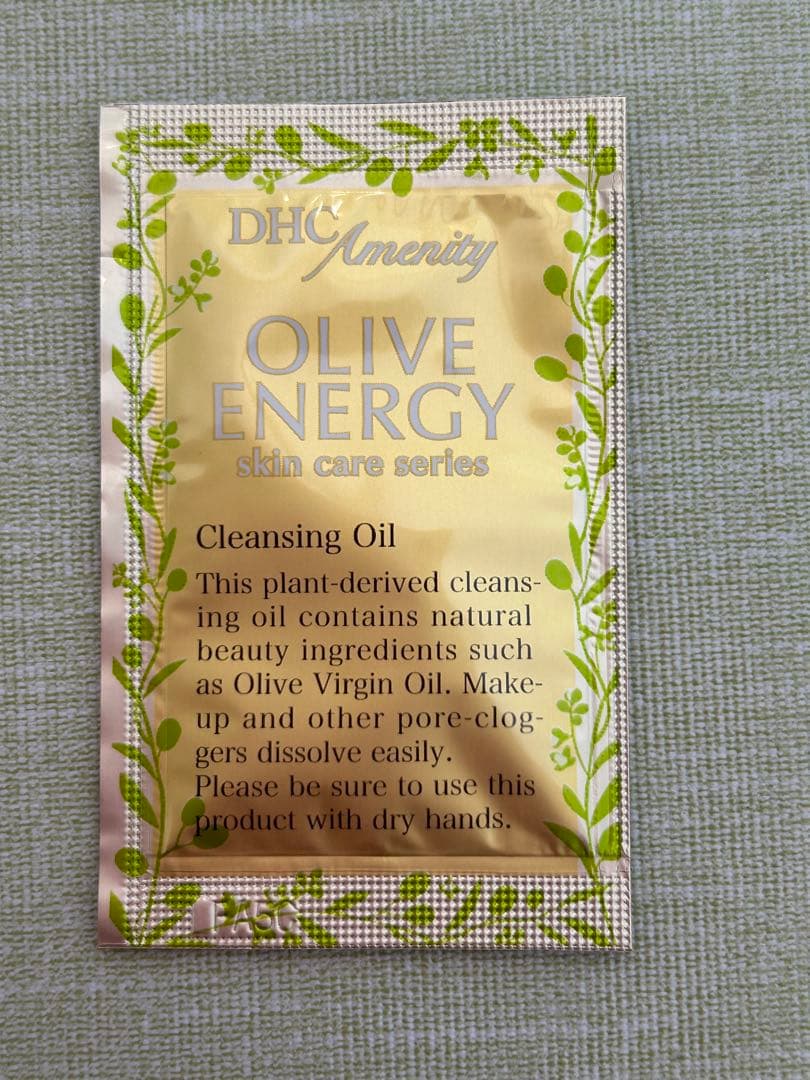 DHC Amenity
OLIVE
ENERGY
skin care series
Cleansing Oil
This plant-derived cleans-
ing oil contains natural
beauty ingredients such
as Olive Virgin Oil. Make-
up and other pore-clog-
gers dissolve easily.
Please be sure to use this
product with dry hands.